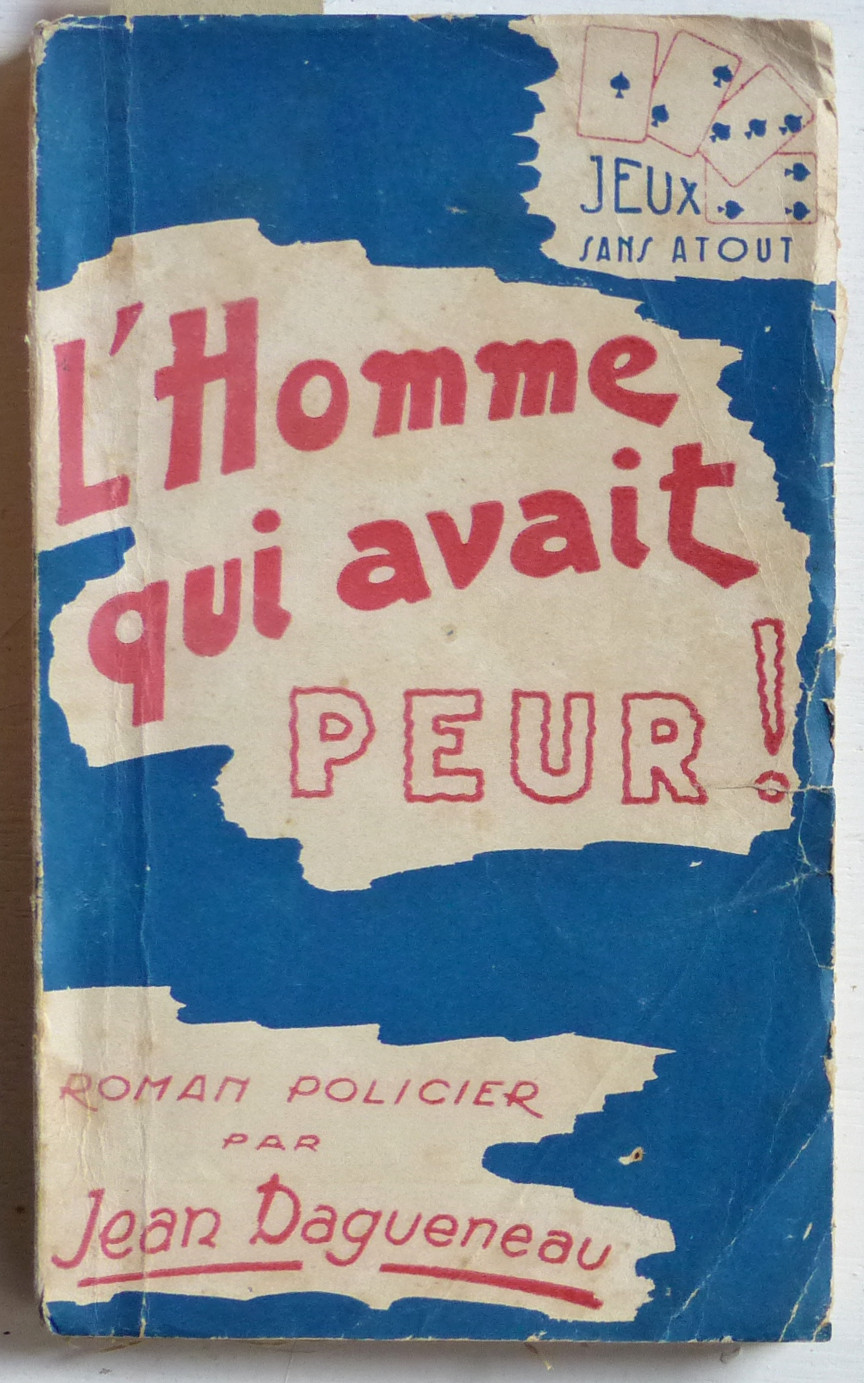 JEUX
SANS ATOUT
L'Homme
qui avait
PEUR!
ROMAN POLICIER
PAR
Jean Dagueneau